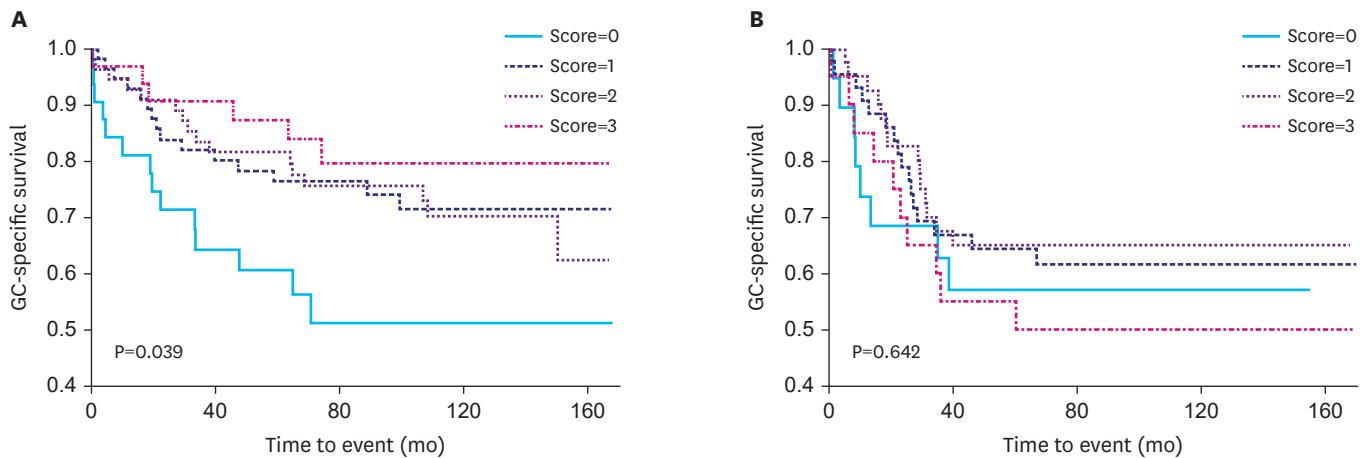 A
Score=0
Score=1
Score=2
Score=3
1.0
0.9
0.8
0.7
0.6
0.5
0.4
GC-specific survival
P=0.039
0 40 80 120 160
Time to event (mo)
B
Score=0
Score=1
Score=2
Score=3
1.0
0.9
0.8
0.7
0.6
0.5
0.4
GC-specific survival
P=0.642
0 40 80 120 160
Time to event (mo)